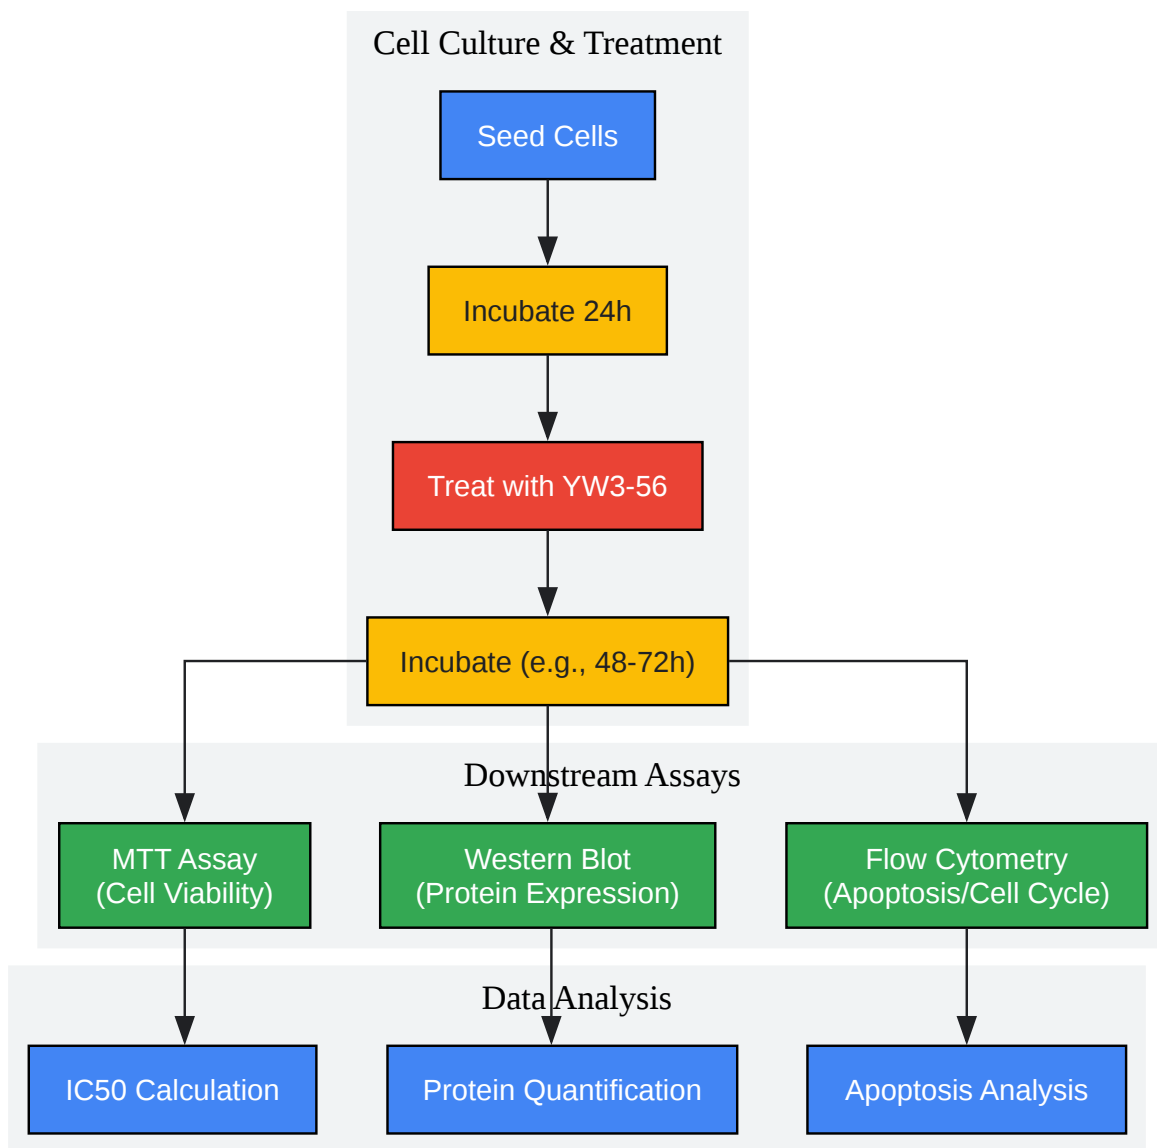 Cell Culture & Treatment
Seed Cells
Incubate 24h
Treat with YW3-56
Incubate (e.g., 48-72h)
Downstream Assays
MTT Assay
(Cell Viability)
Western Blot
(Protein Expression)
Flow Cytometry
(Apoptosis/Cell Cycle)
Data Analysis
IC50 Calculation
Protein Quantification
Apoptosis Analysis